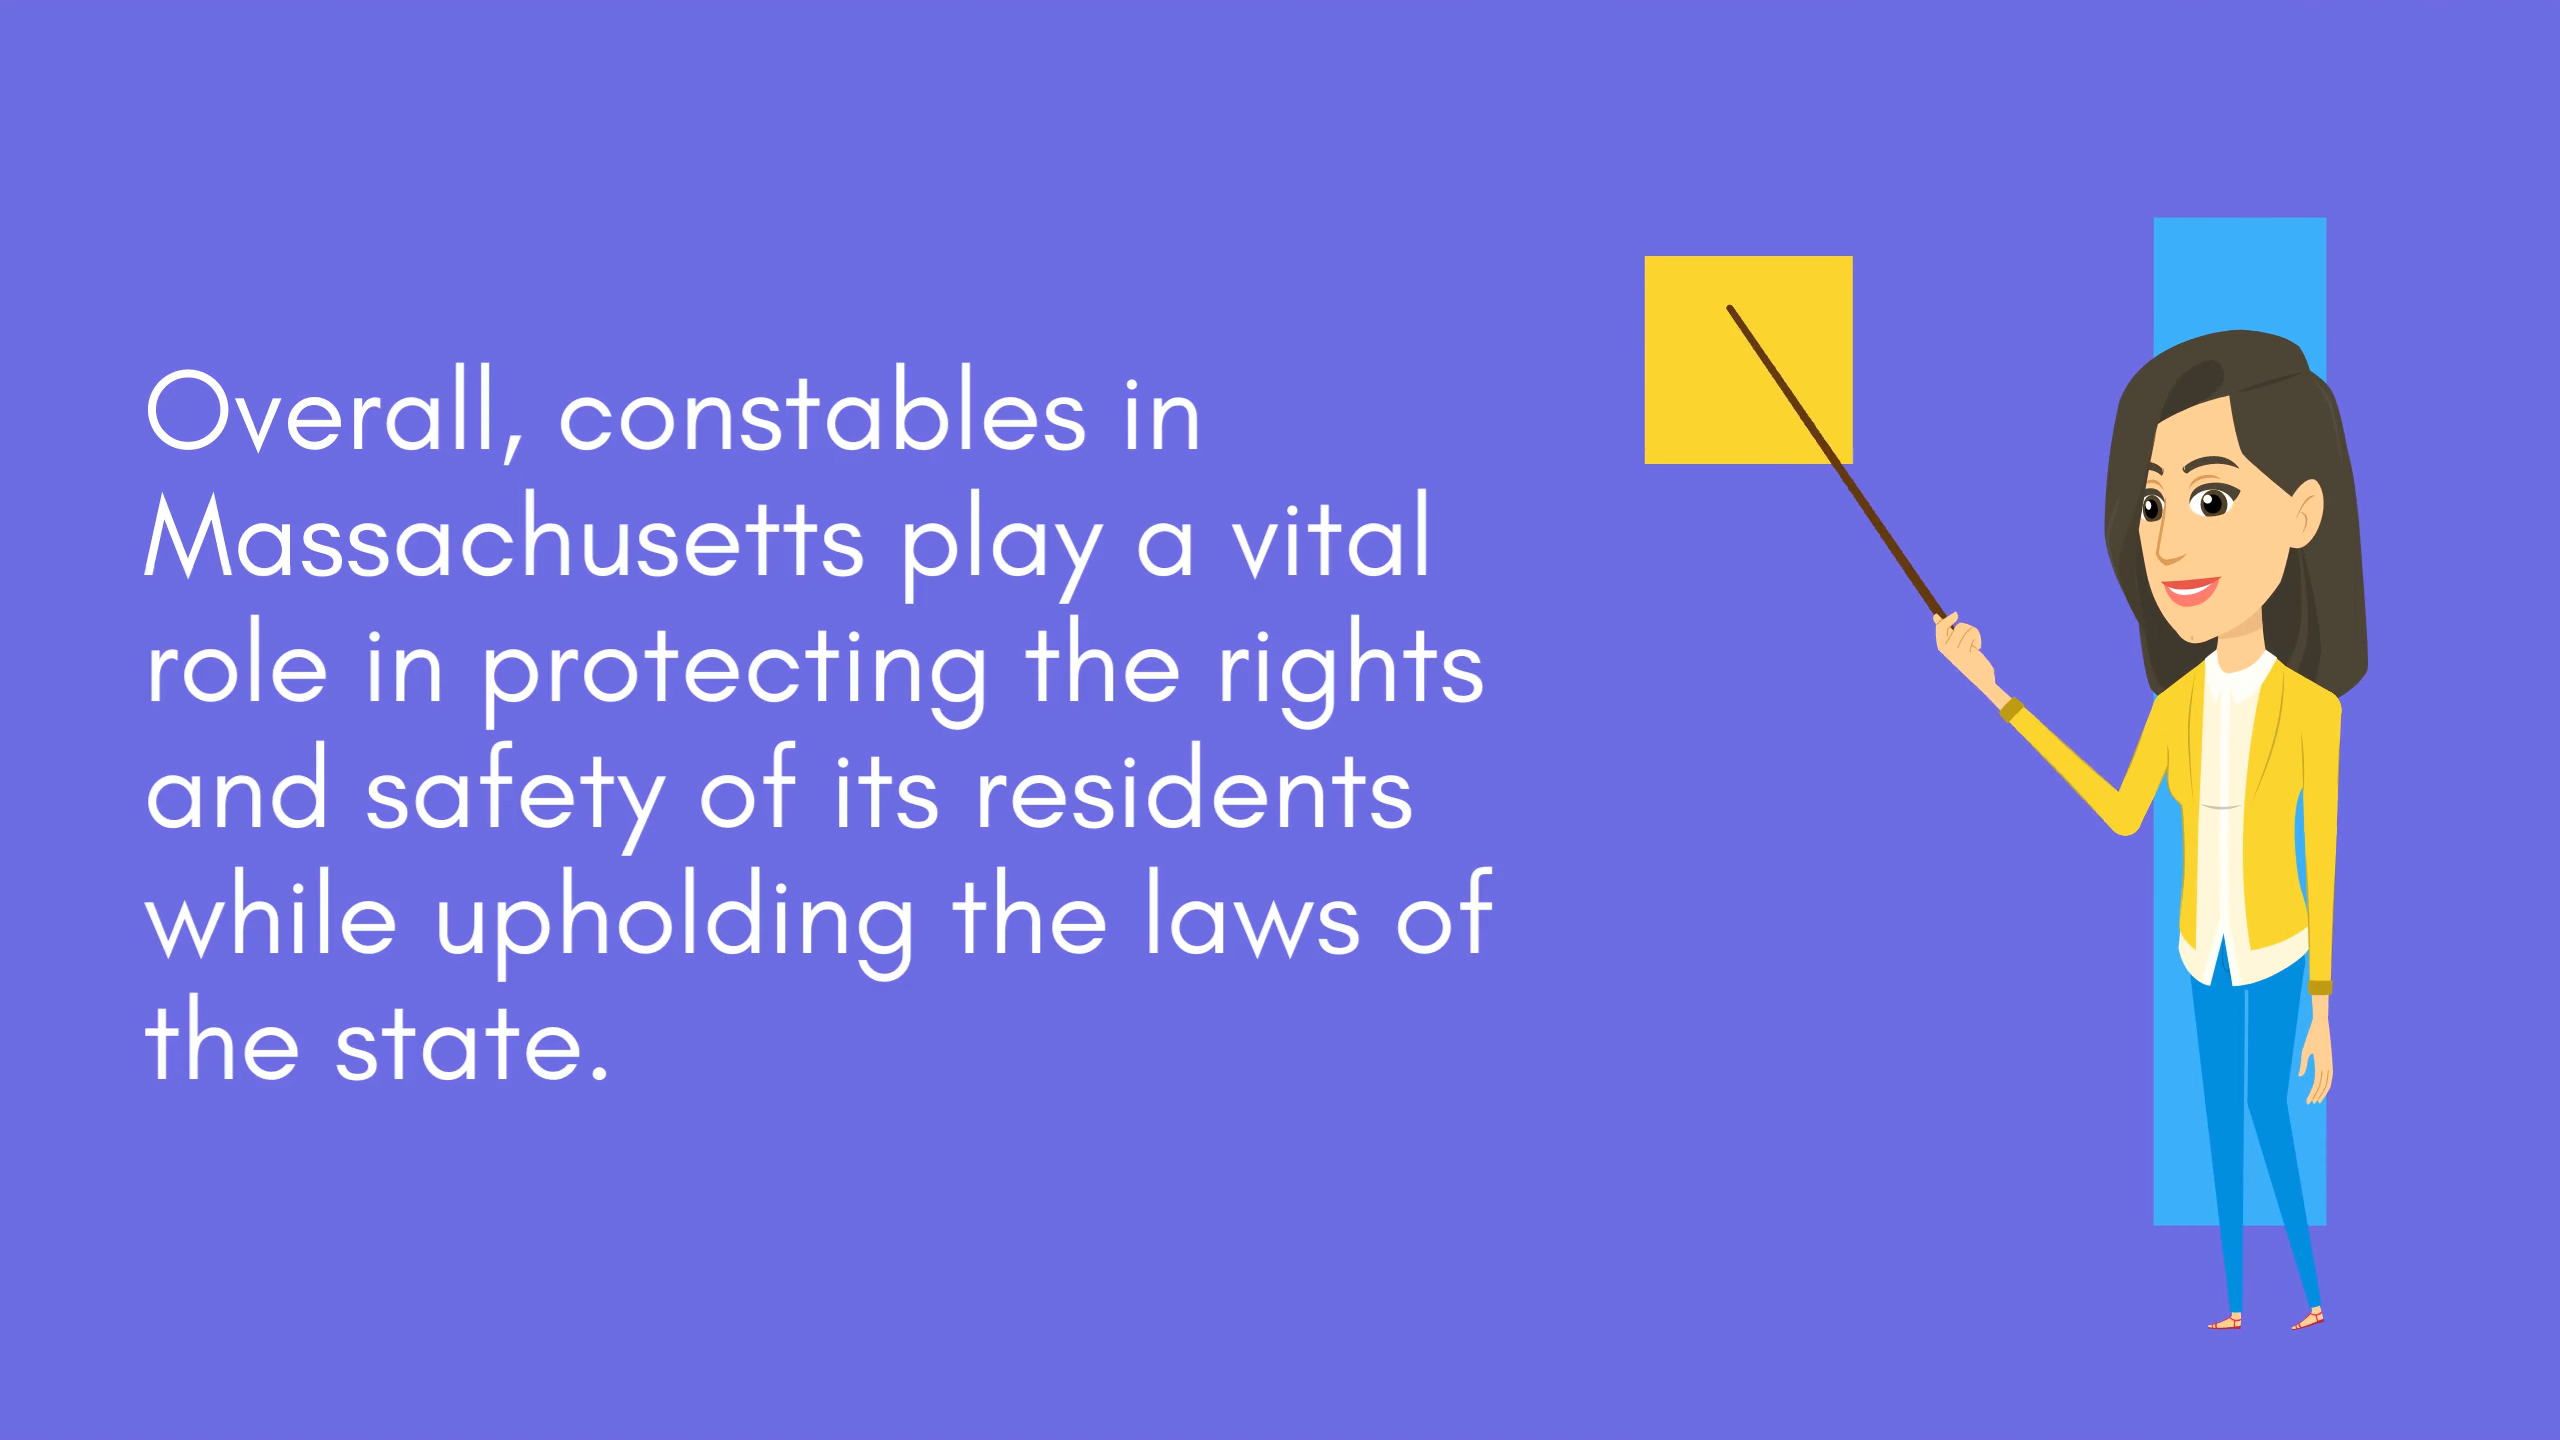 Overall, constables in
Massachusetts play a vital
role in protecting the rights
and safety of its residents
while upholding the laws of
the state.